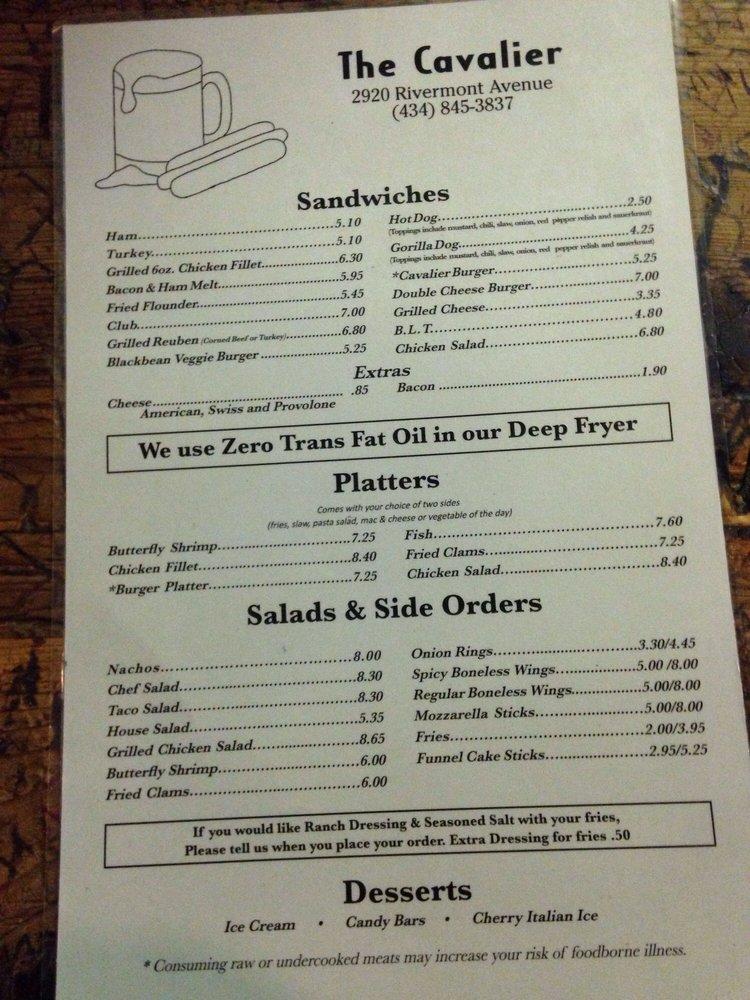 The Cavalier
2920 Rivermont Avenue
(434) 845-3837
Sandwiches
Ham.....5.10
Turkey.....5.10
Grilled 6oz. Chicken Fillet.....6.30
Bacon & Ham Melt.....5.95
Fried Flounder.....5.45
Club.....7.00
Grilled Reuben (Corned Beef or Turkey).....6.80
Blackbean Veggie Burger.....5.25
Hot Dog.....2.50
(Toppings include mustard, chili, slaw, onion, red pepper relish and sauerkraut)
Gorilla Dog.....4.25
(Toppings include mustard, chili, slaw, onion, red pepper relish and sauerkraut)
*Cavalier Burger.....5.25
Double Cheese Burger.....7.00
Grilled Cheese.....3.35
B.L.T.....4.80
Chicken Salad.....6.80
Extras
Cheese.....85
American, Swiss and Provolone
Bacon.....1.90
We use Zero Trans Fat Oil in our Deep Fryer
Platters
Comes with your choice of two sides
(fries, slaw, pasta salad, mac & cheese or vegetable of the day)
Butterfly Shrimp.....7.25
Chicken Fillet.....8.40
*Burger Platter.....7.25
Fish.....7.60
Fried Clams.....7.25
Chicken Salad.....8.40
Salads & Side Orders
Nachos.....8.00
Chef Salad.....8.30
Taco Salad.....8.30
House Salad.....5.35
Grilled Chicken Salad.....8.65
Butterfly Shrimp.....6.00
Fried Clams.....6.00
Onion Rings.....3.30/4.45
Spicy Boneless Wings.....5.00 /8.00
Regular Boneless Wings.....5.00/8.00
Mozzarella Sticks.....5.00/8.00
Fries.....2.00/3.95
Funnel Cake Sticks.....2.95/5.25
If you would like Ranch Dressing & Seasoned Salt with your fries,
Please tell us when you place your order. Extra Dressing for fries .50
Desserts
Ice Cream • Candy Bars • Cherry Italian Ice
* Consuming raw or undercooked meats may increase your risk of foodborne illness.